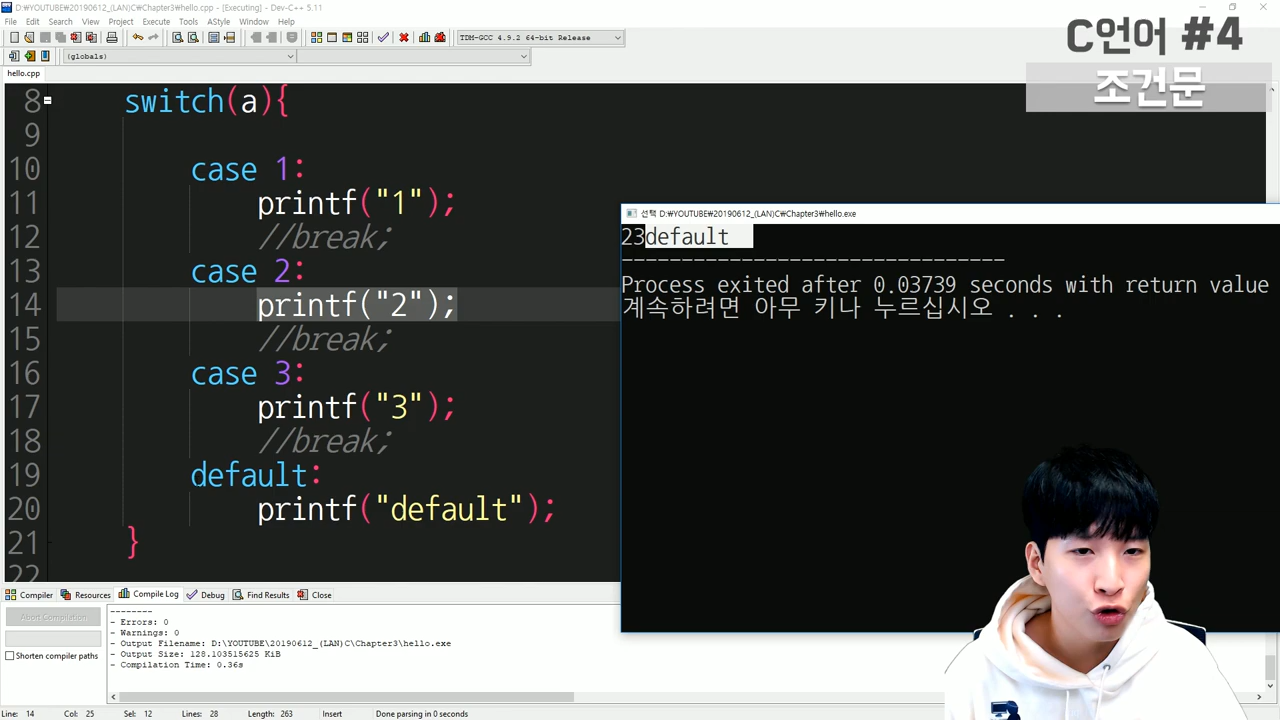 D:₩YOUTUBE₩20190612_(LAN)C₩Chapter3₩hello.cpp - [Executing] - Dev-C++ 5.11
File Edit Search View Project Execute Tools AStyle Window Help
TDM-GCC 4.9.2 64-bit Release
(globals)
hello.cpp
C언어 #4
조건문
8 switch(a){
9
10 case 1:
11 printf("1");
12 //break;
13 case 2:
14 printf("2");
15 //break;
16 case 3:
17 printf("3");
18 //break;
19 default:
20 printf("default");
21 }
22
선택 D:₩YOUTUBE₩20190612_(LAN)C₩Chapter3₩hello.exe
23default
--------------------------------
Process exited after 0.03739 seconds with return value
계속하려면 아무 키나 누르십시오 . . .
Compiler Resources Compile Log Debug Find Results Close
Abort Compilation
Shorten compiler paths
--------
- Errors: 0
- Warnings: 0
- Output Filename: D:\YOUTUBE\20190612_(LAN)C\Chapter3\hello.exe
- Output Size: 128.103515625 KiB
- Compilation Time: 0.36s
Line: 14 Col: 25 Sel: 12 Lines: 28 Length: 263 Insert Done parsing in 0 seconds